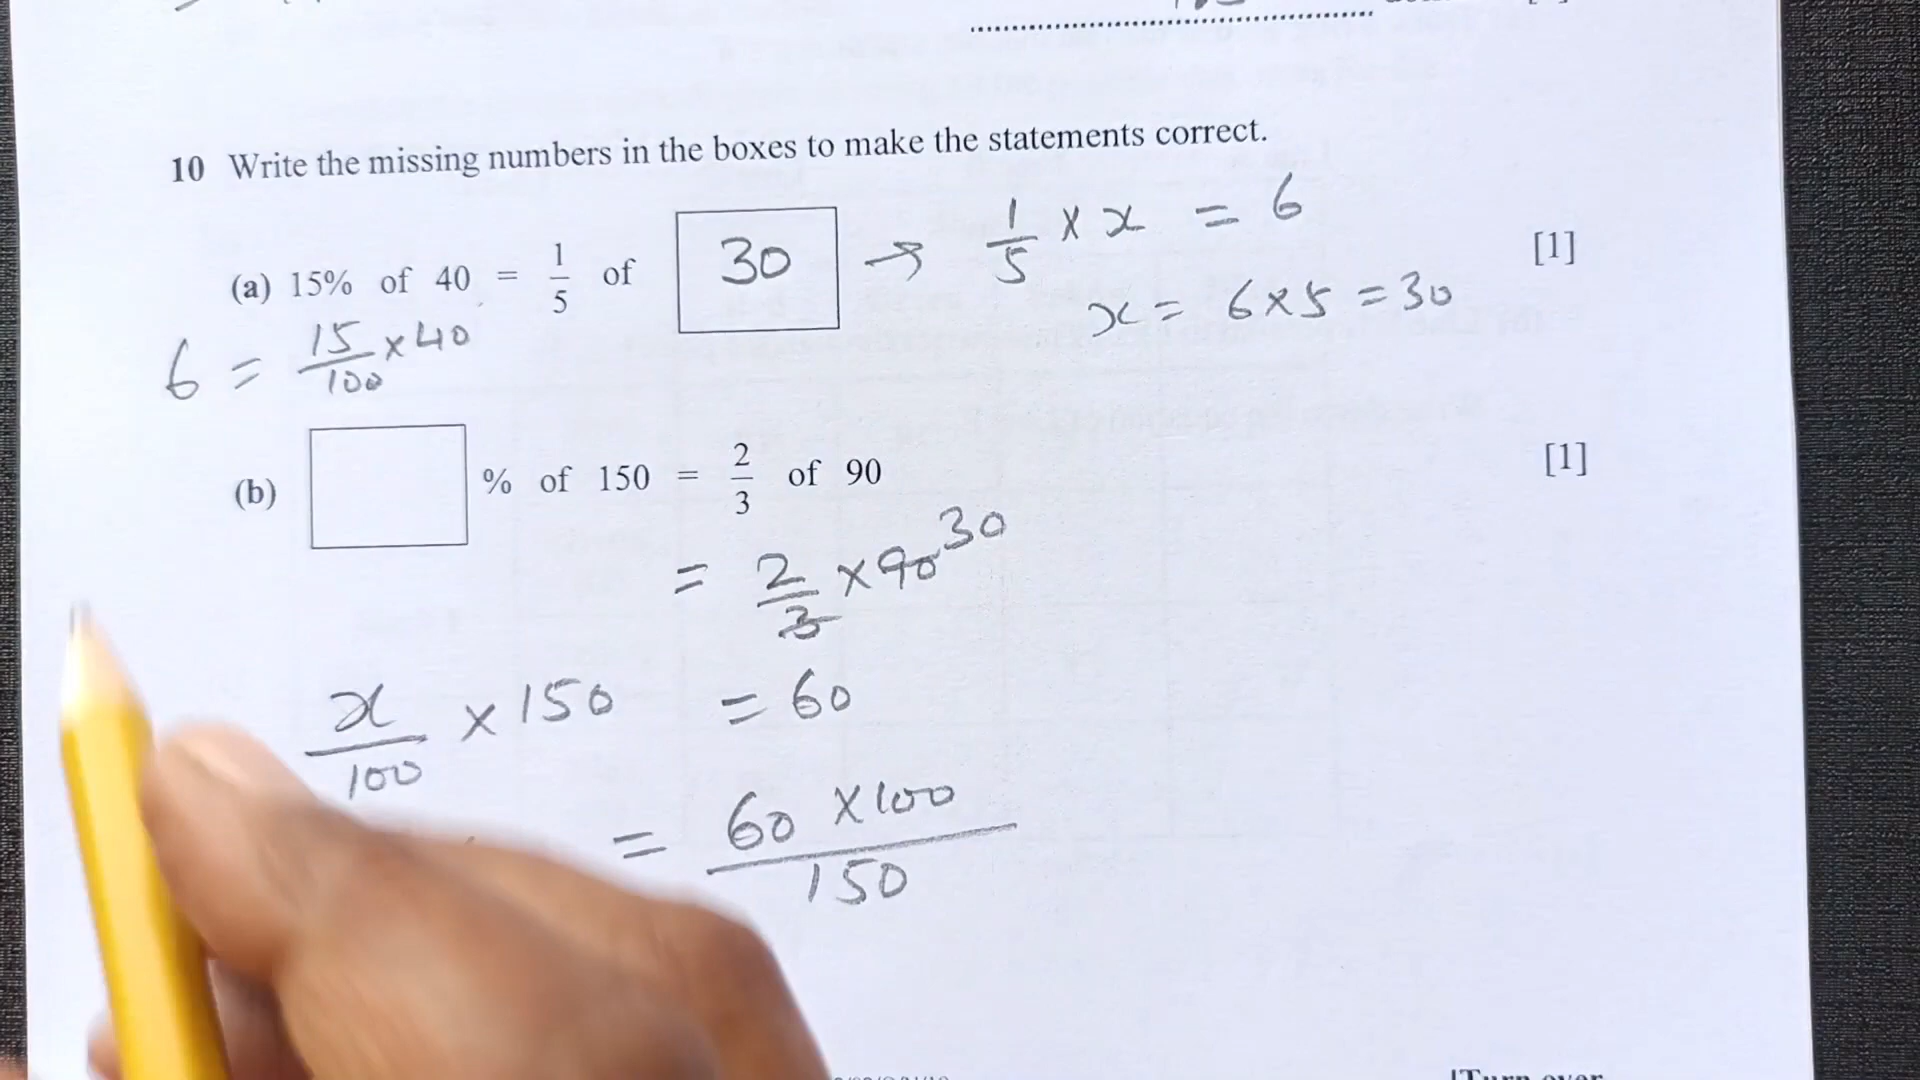 10 Write the missing numbers in the boxes to make the statements correct.
(a) 15% of 40 = 1/5 of 30 → 1/5 × x = 6 [1]
x = 6 × 5 = 30
6 = 15/100 × 40
(b) % of 150 = 2/3 of 90 [1]
= 2/3 × 90 30
x/100 × 150 = 60
= 60 × 100 / 150
[Turn over